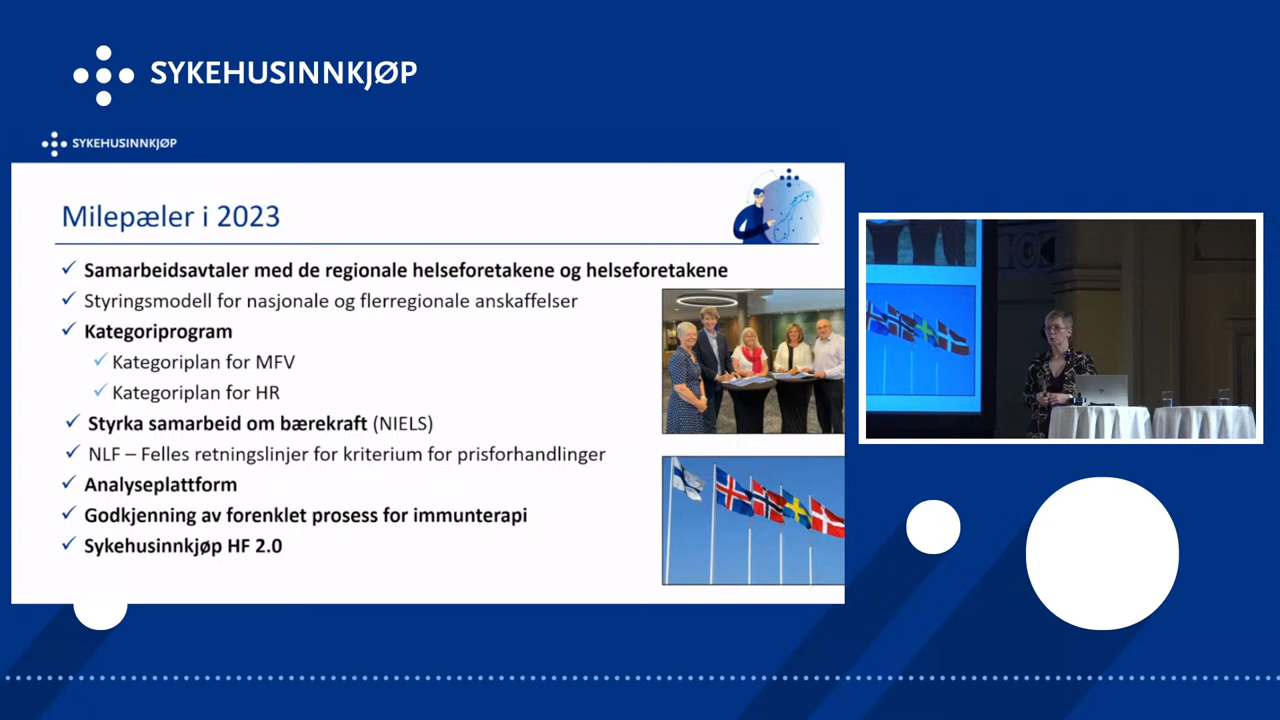 SYKEHUSINNKJØP
SYKEHUSINNKJØP
Milepæler i 2023
Samarbeidsavtaler med de regionale helseforetakene og helseforetakene
Styringsmodell for nasjonale og flerregionale anskaffelser
Kategoriprogram
Kategoriplan for MFV
Kategoriplan for HR
Styrka samarbeid om bærekraft (NIELS)
NLF – Felles retningslinjer for kriterium for prisforhandlinger
Analyseplattform
Godkjenning av forenklet prosess for immunterapi
Sykehusinnkjøp HF 2.0